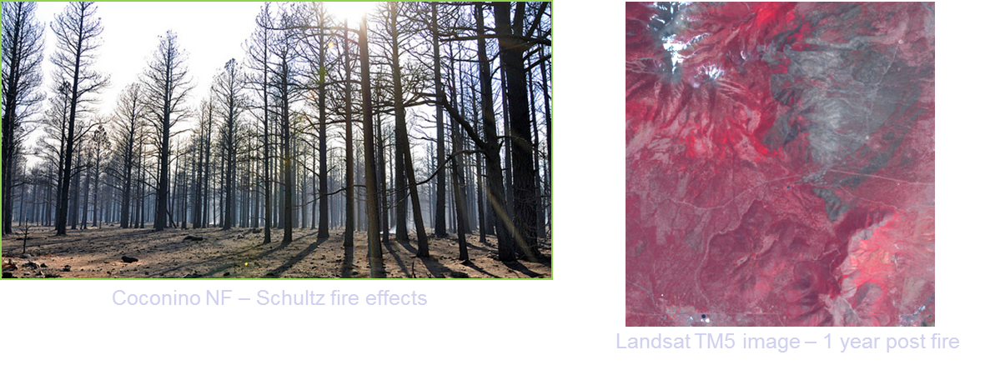 Coconino NF – Schultz fire effects
Landsat TM5 image – 1 year post fire